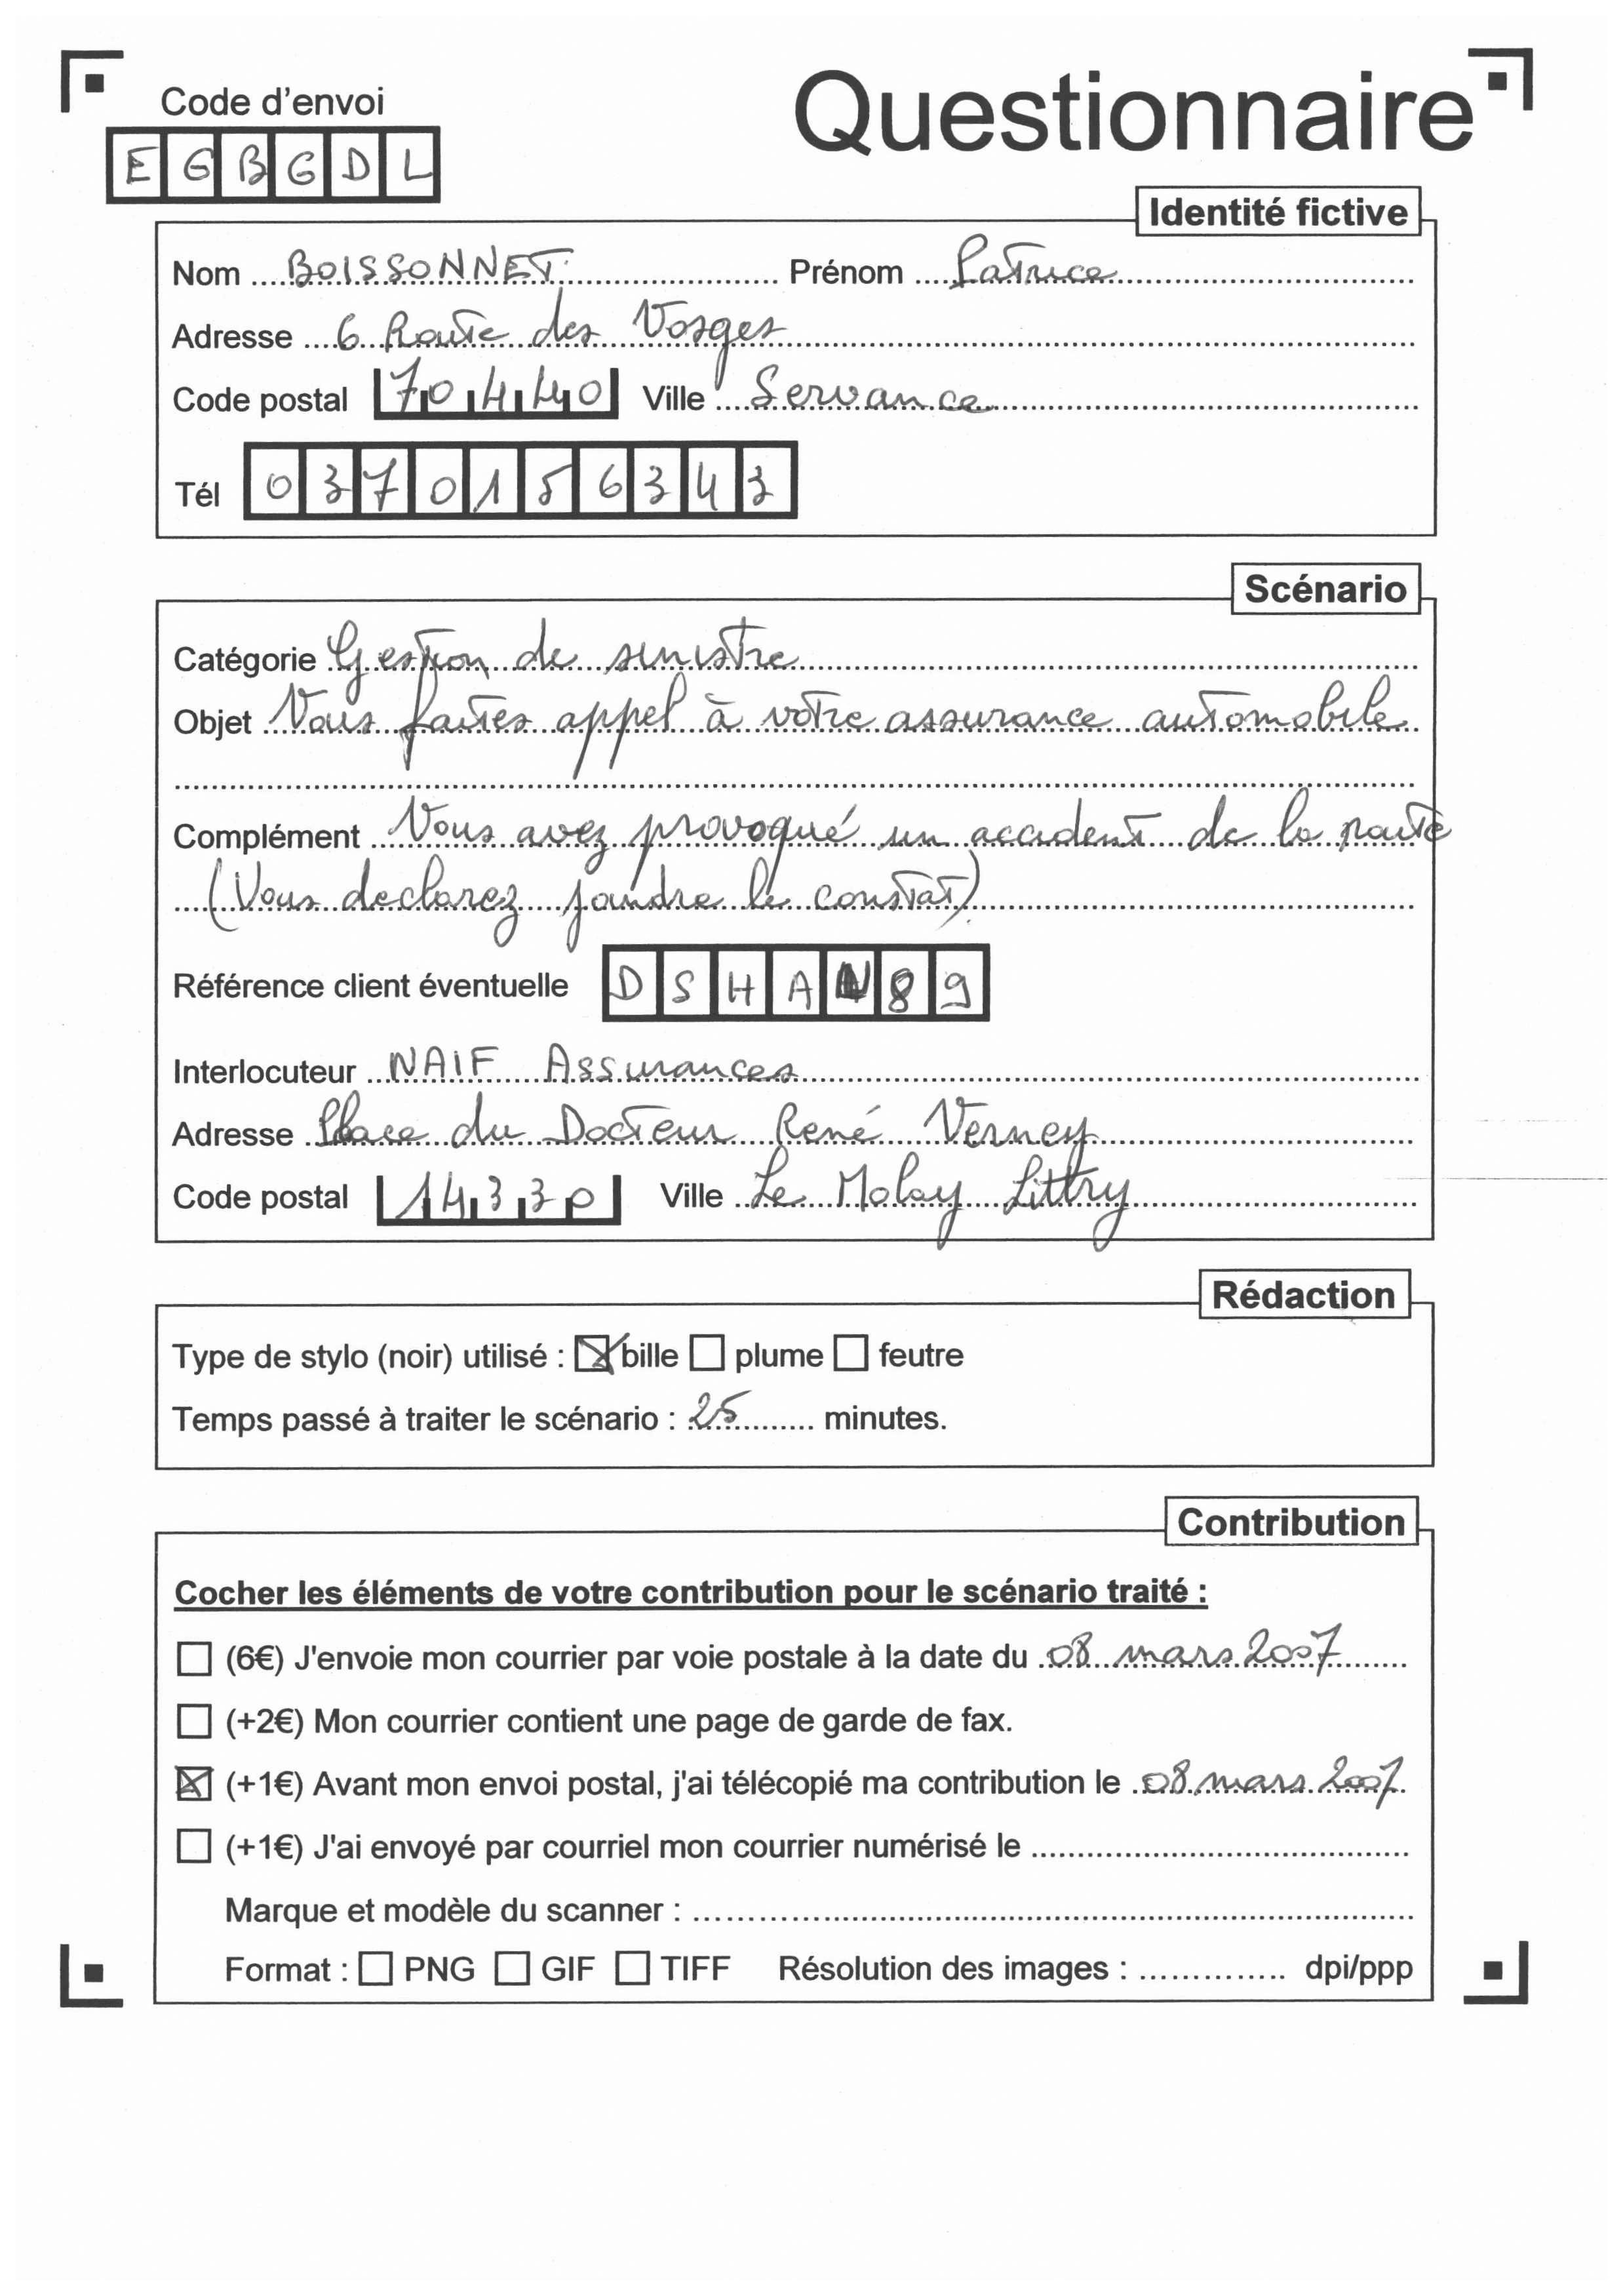 Code d'envoi
Questionnaire
E G B G D L
Identité fictive
Nom BOISSONNET Prénom Patrice
Adresse 6 Route des Vosges
Code postal 70440 Ville Servance
Tél 0370156343
Scénario
Catégorie Gestion de sinistre
Objet Vous faites appel à votre assurance automobile
Complément Vous avez provoqué un accident de la route
(Vous declarez joindre le constat)
Référence client éventuelle D S H A N 8 9
Interlocuteur NAIF Assurances
Adresse Place du Docteur René Verney
Code postal 14330 Ville Le Molay Littry
Rédaction
Type de stylo (noir) utilisé : ☒ bille ☐ plume ☐ feutre
Temps passé à traiter le scénario : 25 minutes.
Contribution
Cocher les éléments de votre contribution pour le scénario traité :
☐ (6€) J'envoie mon courrier par voie postale à la date du 08 mars 2007
☐ (+2€) Mon courrier contient une page de garde de fax.
☒ (+1€) Avant mon envoi postal, j'ai télécopié ma contribution le 08 mars 2007.
☐ (+1€) J'ai envoyé par courriel mon courrier numérisé le
Marque et modèle du scanner :
Format : ☐ PNG ☐ GIF ☐ TIFF Résolution des images : dpi/ppp